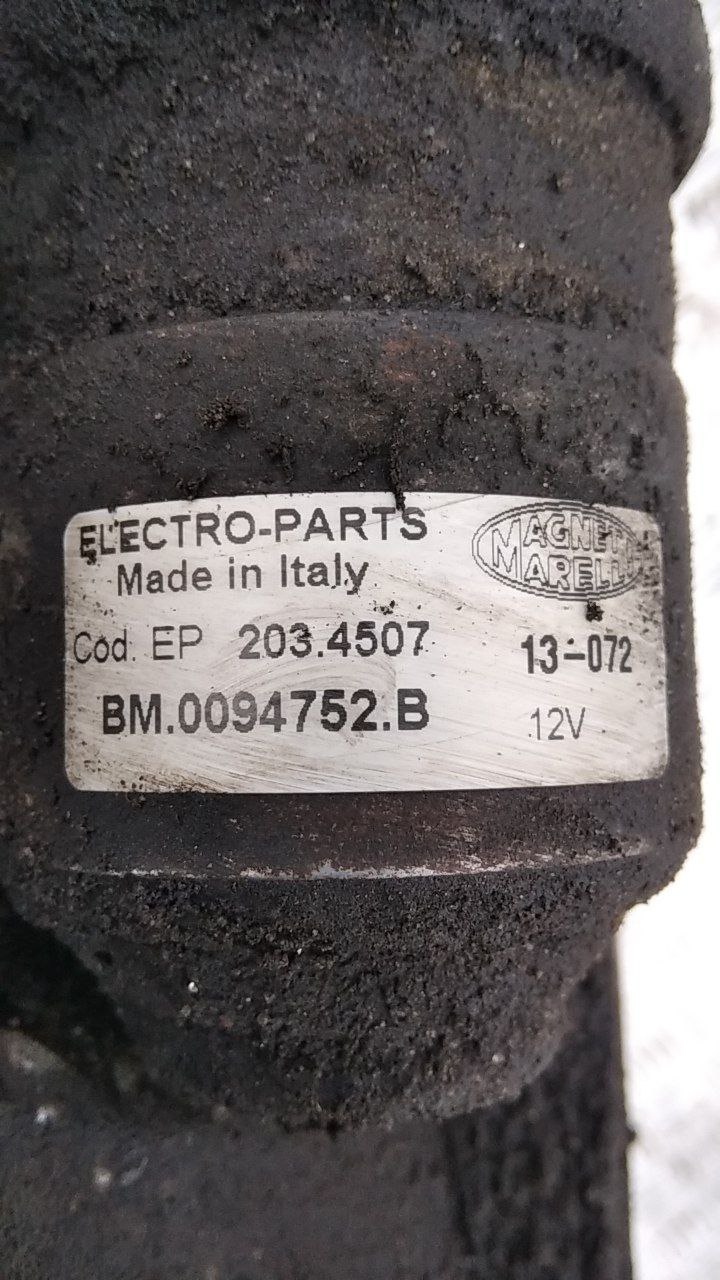 ELECTRO-PARTS
Made in Italy
MAGNETI
MARELLI
Cod. EP 203.4507
13-072
BM.0094752.B
12V